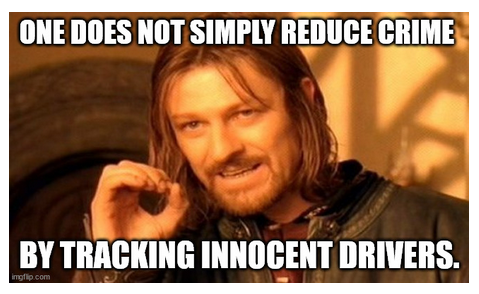 ONE DOES NOT SIMPLY REDUCE CRIME
BY TRACKING INNOCENT DRIVERS.
imgflip.com